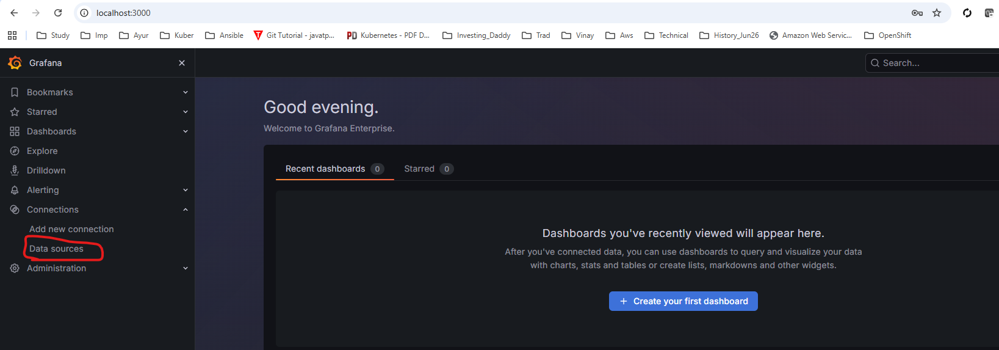 localhost:3000
Study Imp Ayur Kuber Ansible Git Tutorial - javatp... Kubernetes - PDF D... Investing_Daddy Trad Vinay Aws Technical History_Jun26 Amazon Web Servic... OpenShift
Grafana
Search...
Bookmarks
Starred
Dashboards
Explore
Drilldown
Alerting
Connections
Add new connection
Data sources
Administration
Good evening.
Welcome to Grafana Enterprise.
Recent dashboards 0 Starred 0
Dashboards you've recently viewed will appear here.
After you've connected data, you can use dashboards to query and visualize your data
with charts, stats and tables or create lists, markdowns and other widgets.
+ Create your first dashboard